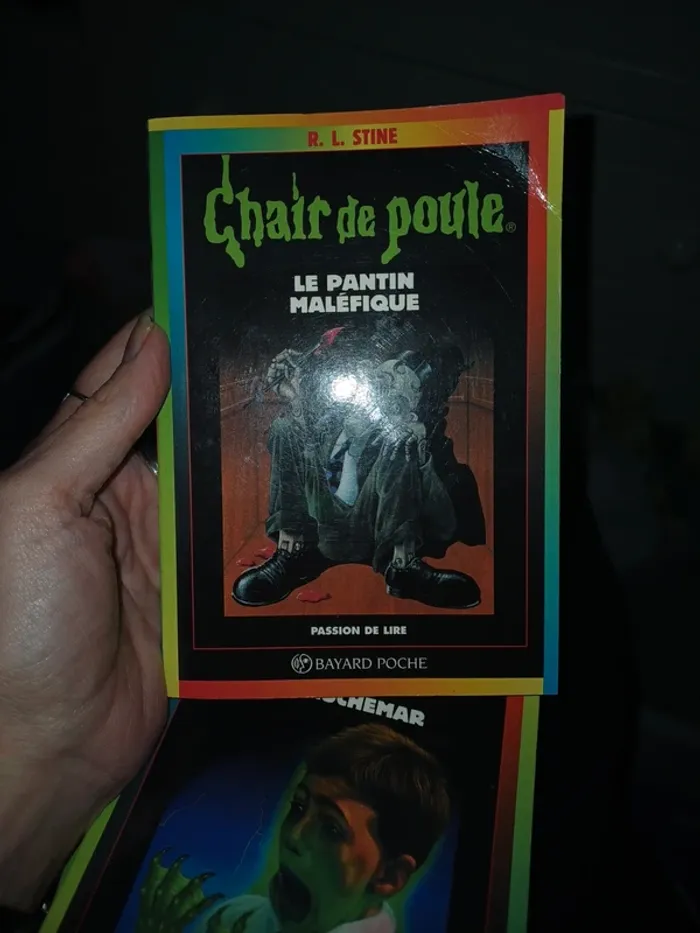 R. L. STINE
Chair de poule®
LE PANTIN
MALÉFIQUE
PASSION DE LIRE
BAYARD POCHE